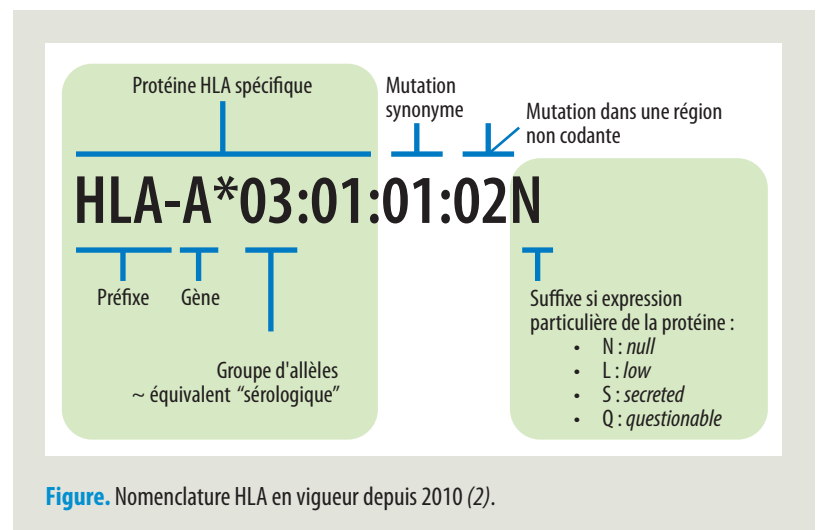 Protéine HLA spécifique
Mutation
synonyme
Mutation dans une région
non codante
HLA-A*03:01:01:02N
Préfixe
Gène
Groupe d'allèles
~ équivalent “sérologique”
Suffixe si expression
particulière de la protéine :
• N : null
• L : low
• S : secreted
• Q : questionable
Figure. Nomenclature HLA en vigueur depuis 2010 (2).